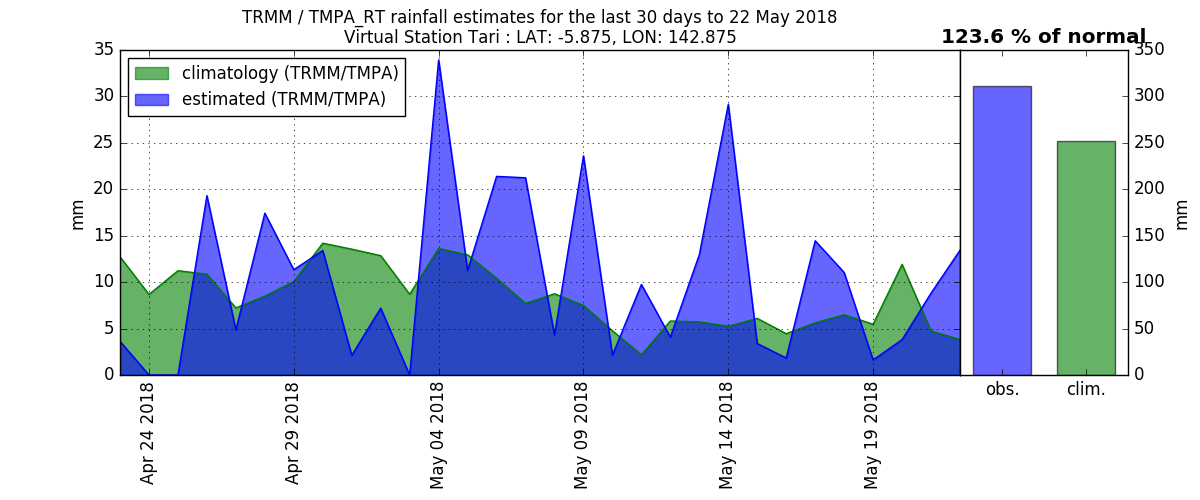 TRMM / TMPA_RT rainfall estimates for the last 30 days to 22 May 2018
Virtual Station Tari : LAT: -5.875, LON: 142.875
123.6 % of normal
climatology (TRMM/TMPA)
estimated (TRMM/TMPA)
mm
35
30
25
20
15
10
5
0
Apr 24 2018
Apr 29 2018
May 04 2018
May 09 2018
May 14 2018
May 19 2018
350
300
250
200
150
100
50
0
mm
obs.
clim.